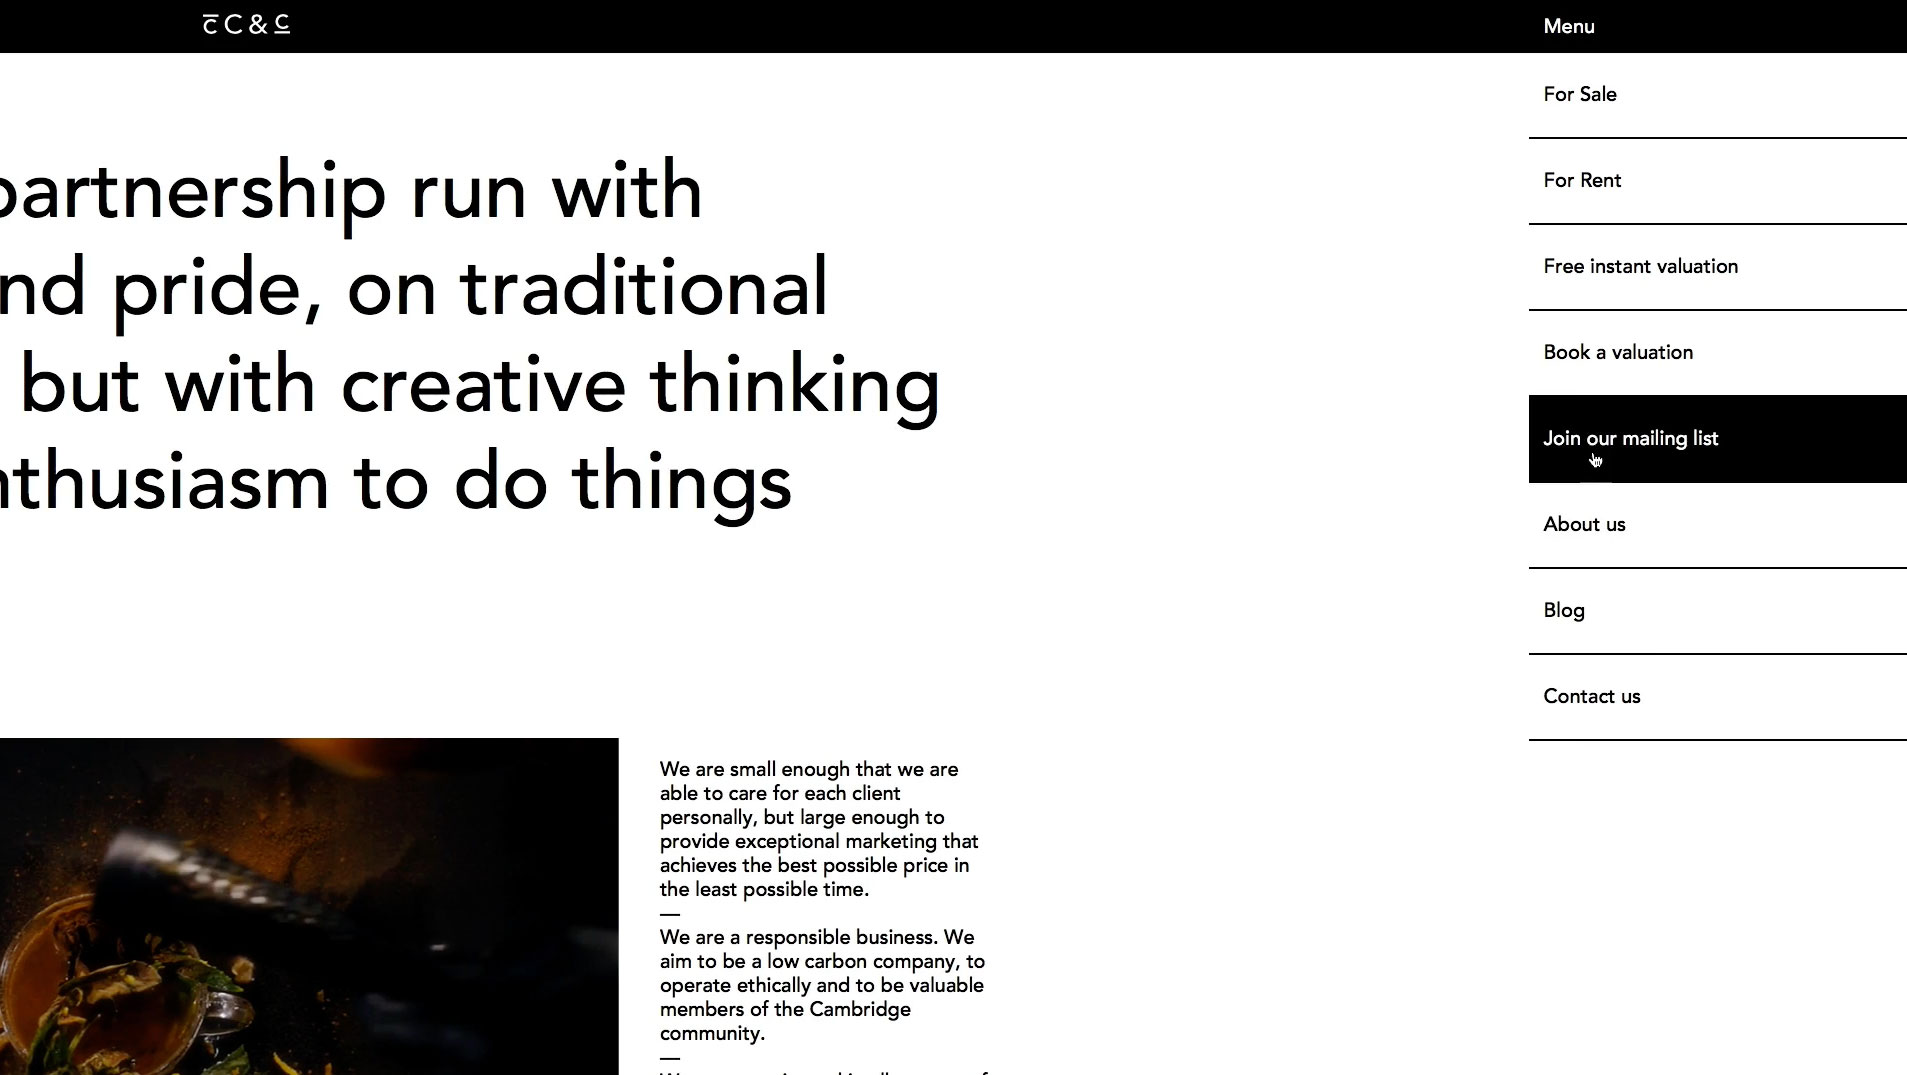 C C & C
Menu
For Sale
For Rent
Free instant valuation
Book a valuation
Join our mailing list
About us
Blog
Contact us
partnership run with
nd pride, on traditional
but with creative thinking
nthusiasm to do things
We are small enough that we are
able to care for each client
personally, but large enough to
provide exceptional marketing that
achieves the best possible price in
the least possible time.
—
We are a responsible business. We
aim to be a low carbon company, to
operate ethically and to be valuable
members of the Cambridge
community.
—